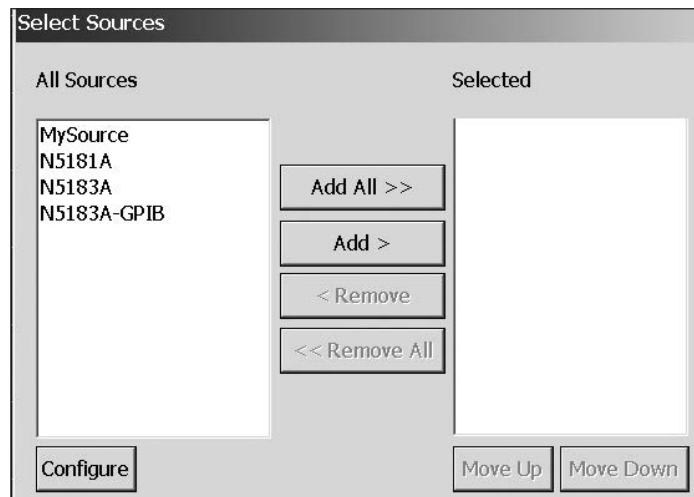 Select Sources
All Sources
Selected
MySource
N5181A
N5183A
N5183A-GPIB
Add All >>
Add >
< Remove
<< Remove All
Configure
Move Up
Move Down